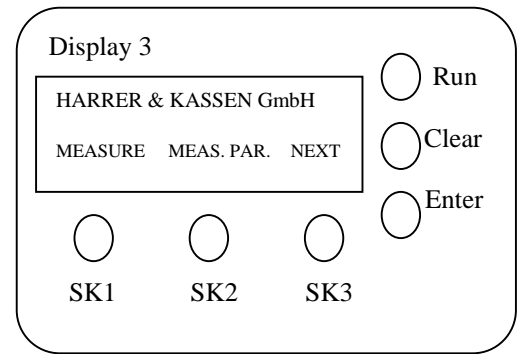 Display 3
HARRER & KASSEN GmbH
MEASURE MEAS. PAR. NEXT
Run
Clear
Enter
SK1 SK2 SK3